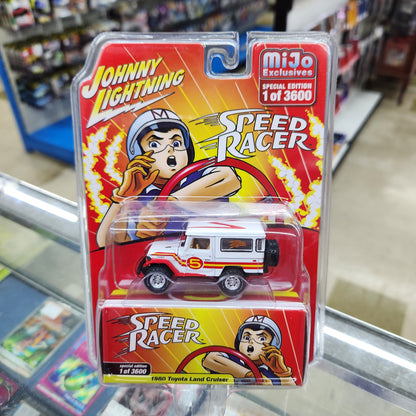 JOHNNY
LIGHTNING
MiJo
Exclusives
SPECIAL EDITION
1 of 3600
M
SPEED
RACER
5
SPEED
RACER
M
special edition
1 of 3600
1980 Toyota Land Cruiser